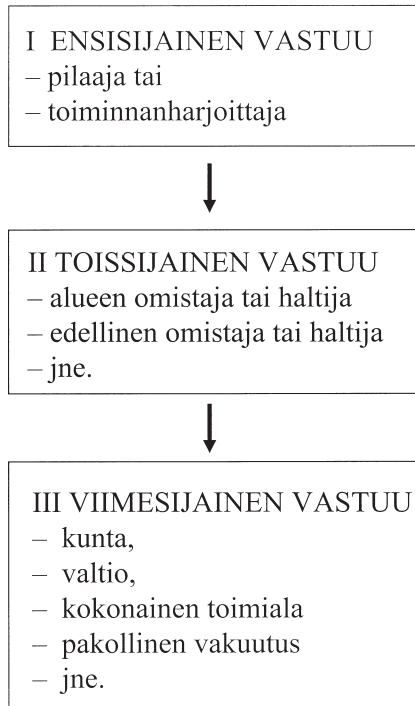 I ENSISIJAINEN VASTUU
– pilaaja tai
– toiminnanharjoittaja
II TOISSIJAINEN VASTUU
– alueen omistaja tai haltija
– edellinen omistaja tai haltija
– jne.
III VIIMESIJAINEN VASTUU
– kunta,
– valtio,
– kokonainen toimiala
– pakollinen vakuutus
– jne.